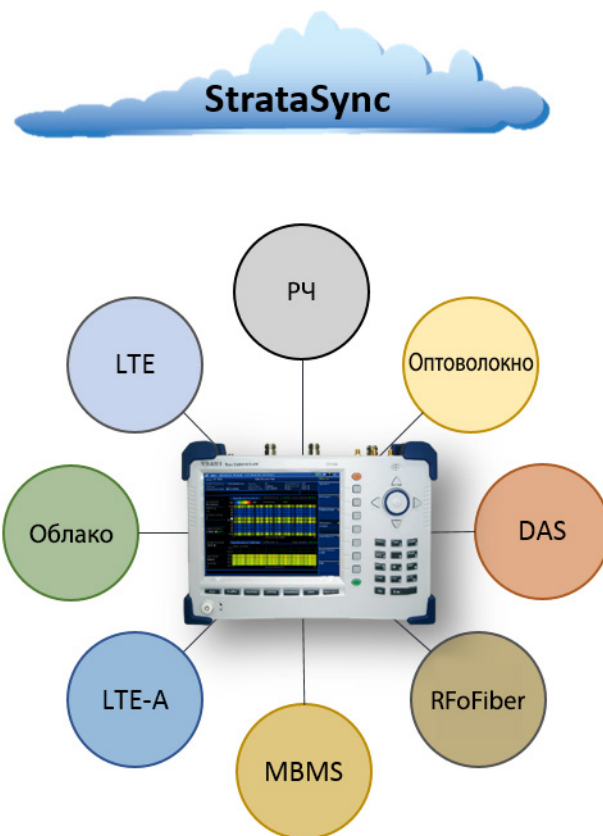 StrataSync
РЧ
LTE
Оптоволокно
Облако
DAS
LTE-A
RFoFiber
MBMS